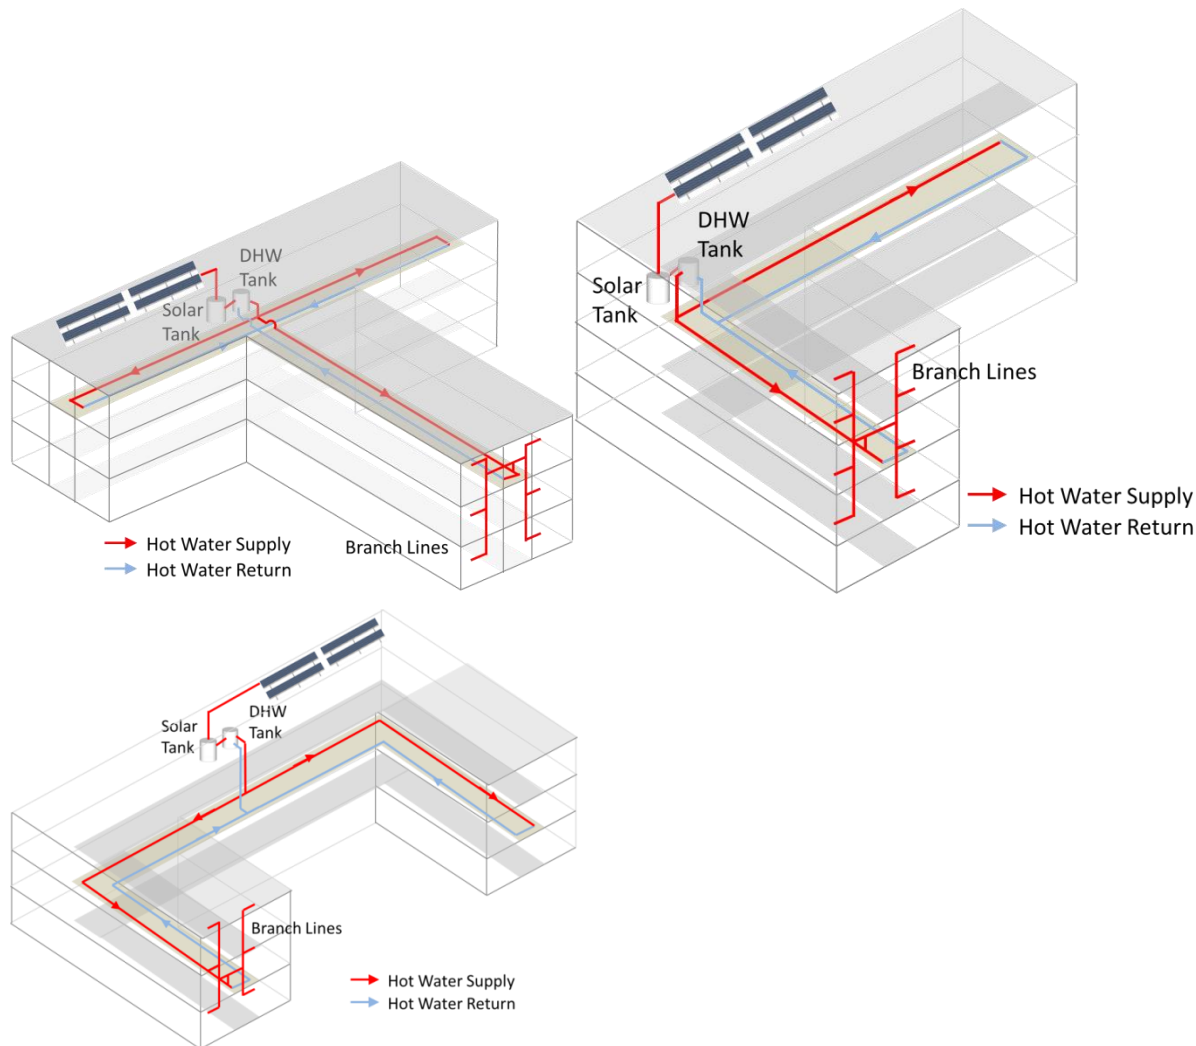 DHW
Tank
Solar
Tank
Branch Lines
Hot Water Supply
Hot Water Return
DHW
Tank
Solar
Tank
Branch Lines
Hot Water Supply
Hot Water Return
DHW
Tank
Solar
Tank
Branch Lines
Hot Water Supply
Hot Water Return